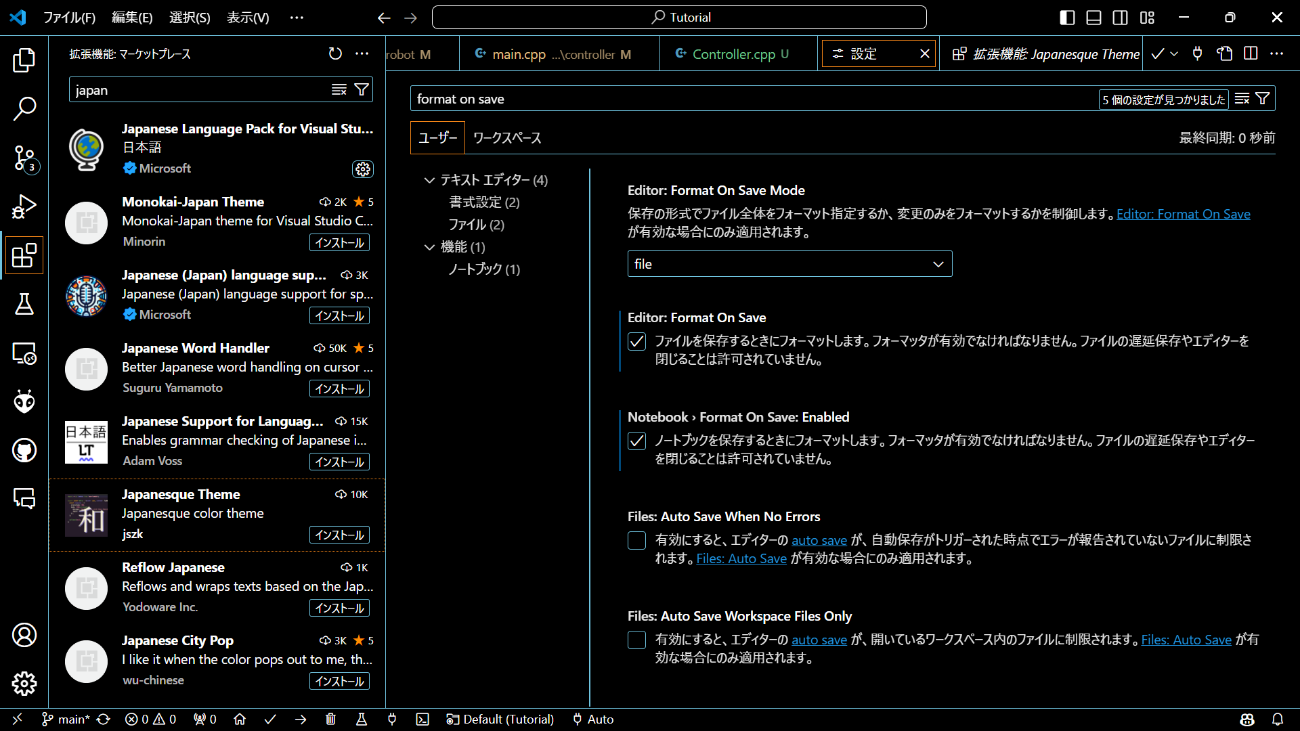 ファイル(F) 編集(E) 選択(S) 表示(V) ···
Tutorial
拡張機能: マーケットプレース
japan
Japanese Language Pack for Visual Stu...
日本語
Microsoft
Monokai-Japan Theme 2K ★ 5
Monokai-Japan theme for Visual Studio C...
Minorin インストール
Japanese (Japan) language sup... 3K
Japanese (Japan) language support for sp...
Microsoft インストール
Japanese Word Handler 50K ★ 5
Better Japanese word handling on cursor ...
Suguru Yamamoto インストール
日本語
LT
Japanese Support for Languag... 15K
Enables grammar checking of Japanese i...
Adam Voss インストール
和
Japanesque Theme 10K
Japanesque color theme
jszk インストール
Reflow Japanese 1K
Reflows and wraps texts based on the Jap...
Yodoware Inc. インストール
Japanese City Pop 3K ★ 5
I like it when the color pops out to me, th...
wu-chinese インストール
robot M
main.cpp ...\controller M
Controller.cpp U
設定
拡張機能: Japanesque Theme
format on save
5 個の設定が見つかりました
ユーザー ワークスペース
最終同期: 0 秒前
テキスト エディター (4)
書式設定 (2)
ファイル (2)
機能 (1)
ノートブック (1)
Editor: Format On Save Mode
保存の形式でファイル全体をフォーマット指定するか、変更のみをフォーマットするかを制御します。Editor: Format On Save
が有効な場合にのみ適用されます。
file
Editor: Format On Save
ファイルを保存するときにフォーマットします。フォーマッタが有効でなければなりません。ファイルの遅延保存やエディターを
閉じることは許可されていません。
Notebook › Format On Save: Enabled
ノートブックを保存するときにフォーマットします。フォーマッタが有効でなければなりません。ファイルの遅延保存やエディター
を閉じることは許可されていません。
Files: Auto Save When No Errors
有効にすると、エディターの auto save が、自動保存がトリガーされた時点でエラーが報告されていないファイルに制限さ
れます。Files: Auto Save が有効な場合にのみ適用されます。
Files: Auto Save Workspace Files Only
有効にすると、エディターの auto save が、開いているワークスペース内のファイルに制限されます。Files: Auto Save が有
効な場合にのみ適用されます。
3
main* 0 0 0 Default (Tutorial) Auto